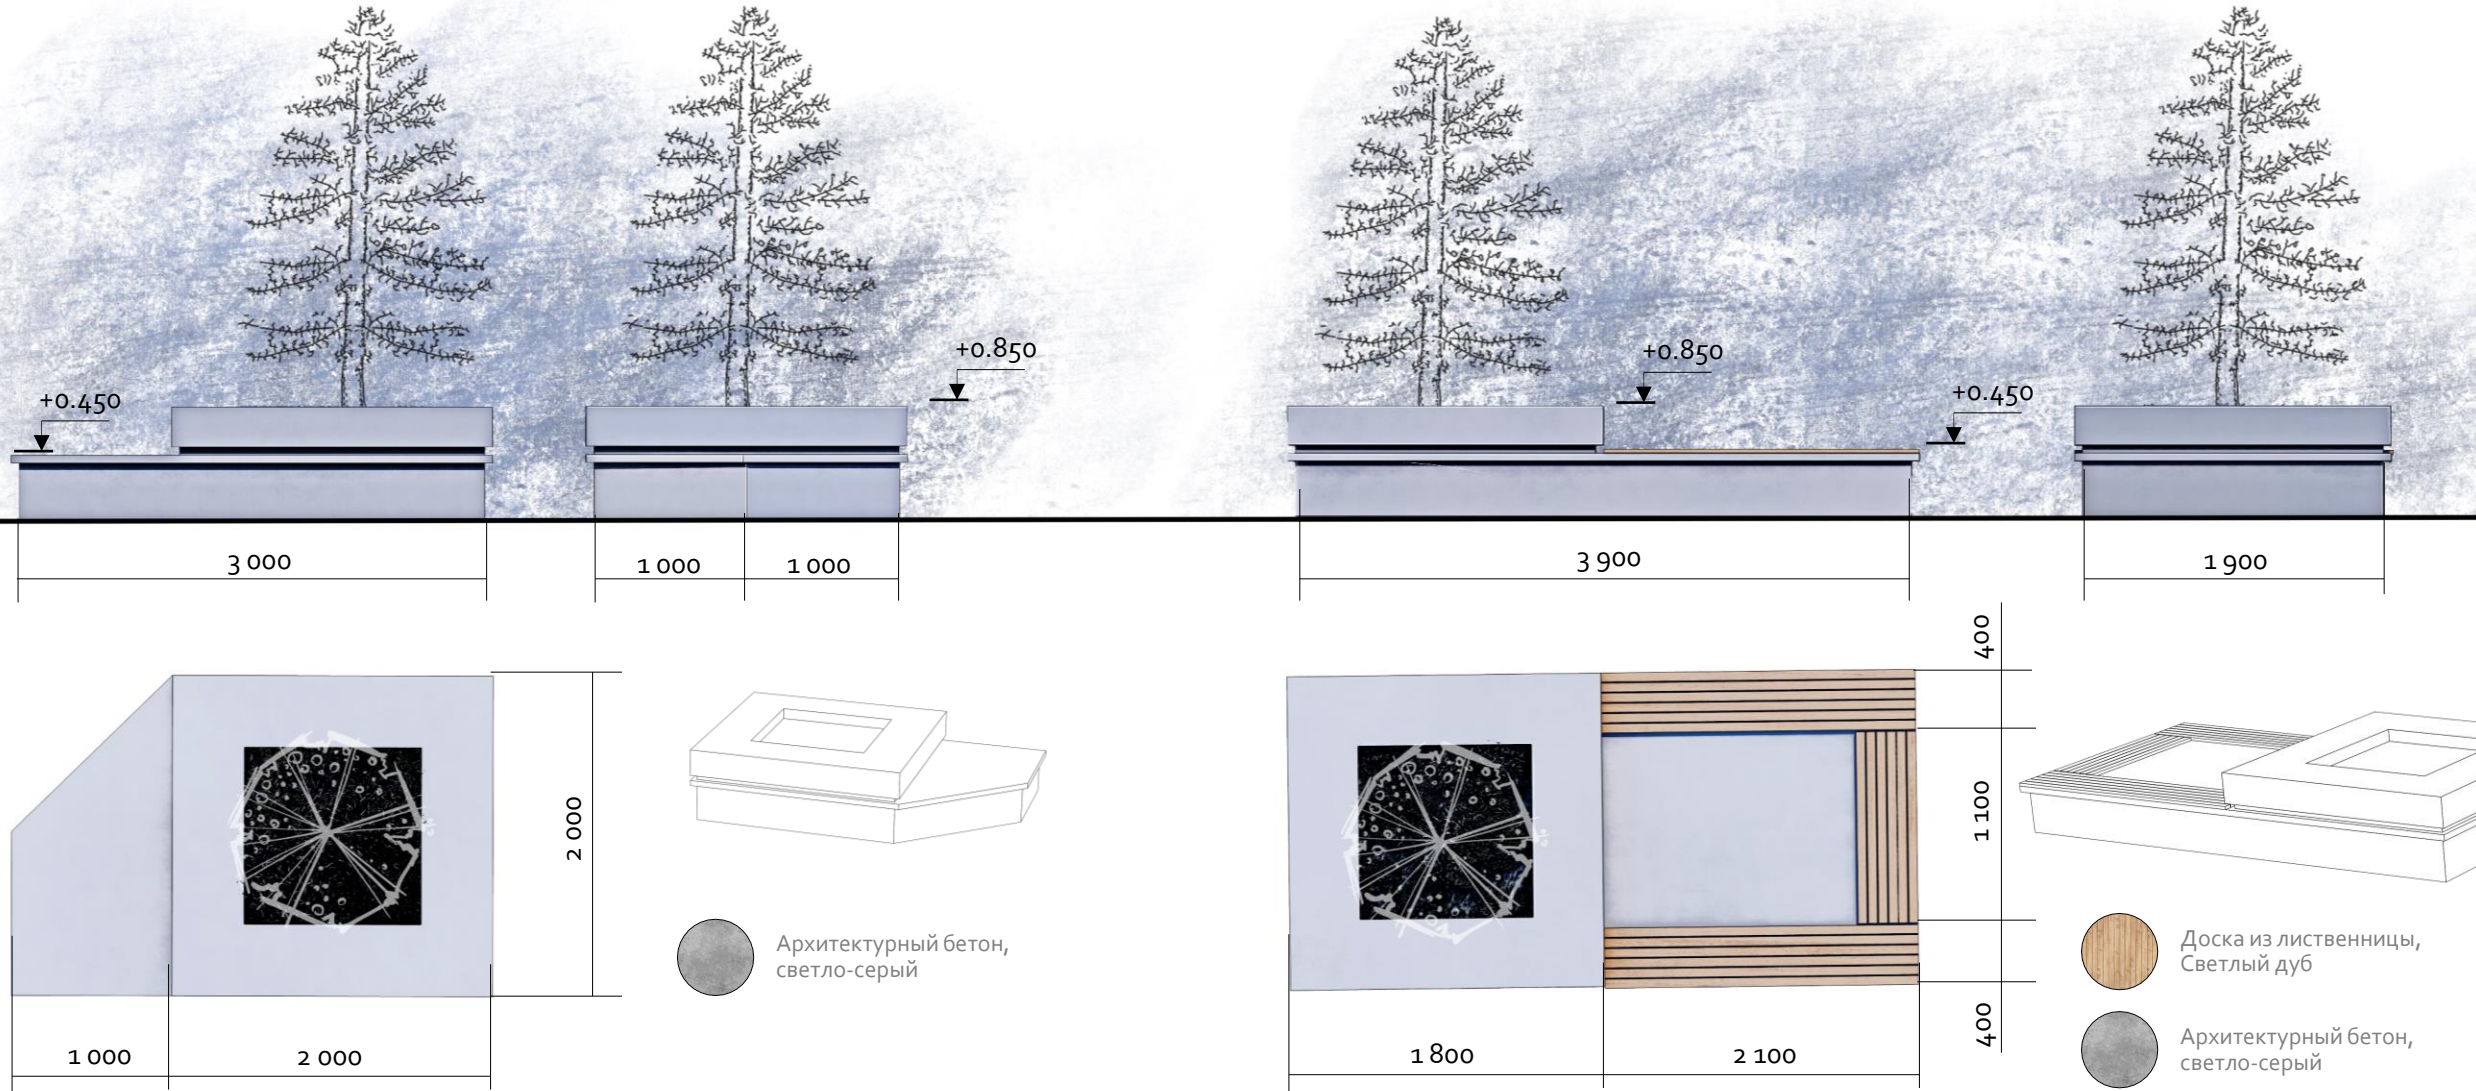 +0.850
+0.850
+0.450
+0.450
3 000
1 000
1 000
3 900
1 900
400
2 000
1 100
Архитектурный бетон,
светло-серый
Доска из лиственницы,
Светлый дуб
400
1 000
2 000
1 800
2 100
Архитектурный бетон,
светло-серый